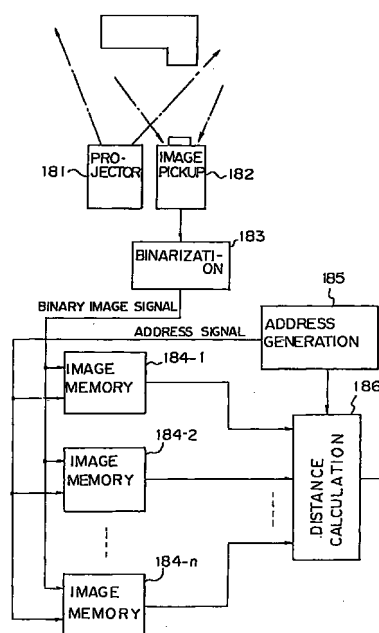 PRO-
JECTOR
181
IMAGE
PICKUP
182
183
BINARIZATI-
ON
BINARY IMAGE SIGNAL
185
ADDRESS SIGNAL
ADDRESS
GENERATION
184-1
IMAGE
MEMORY
186
184-2
IMAGE
MEMORY
DISTANCE
CALCULATION
184-n
IMAGE
MEMORY